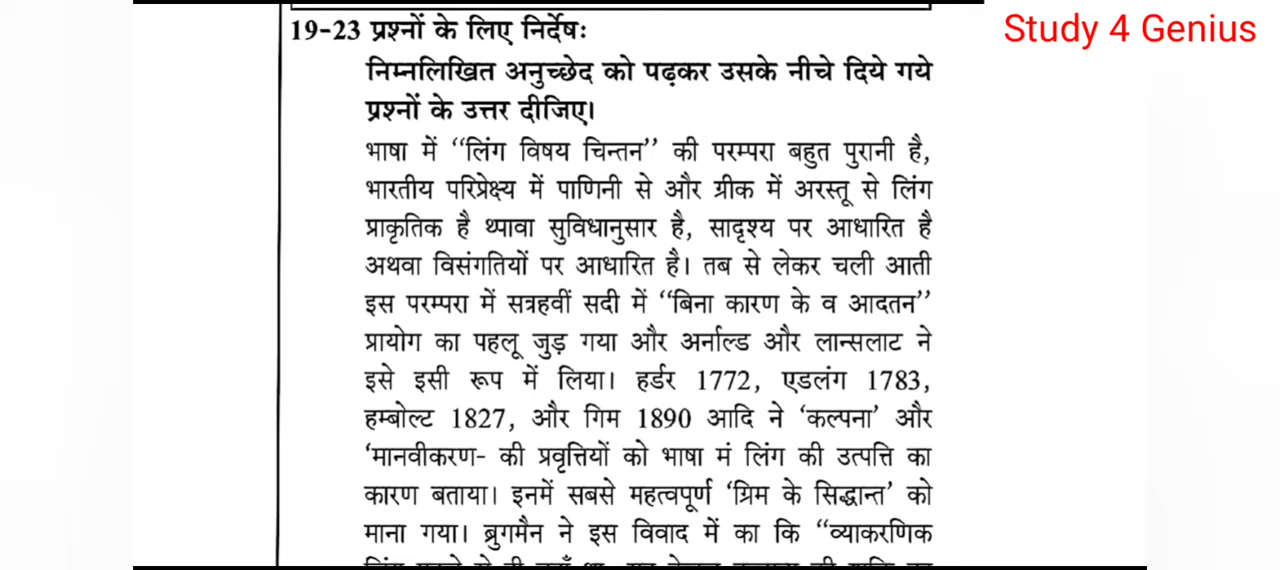 19-23 प्रश्नों के लिए निर्देषः
Study 4 Genius
निम्नलिखित अनुच्छेद को पढ़कर उसके नीचे दिये गये
प्रश्नों के उत्तर दीजिए।
भाषा में “लिंग विषय चिन्तन” की परम्परा बहुत पुरानी है,
भारतीय परिप्रेक्ष्य में पाणिनी से और ग्रीक में अरस्तू से लिंग
प्राकृतिक है थ्पावा सुविधानुसार है, सादृश्य पर आधारित है
अथवा विसंगतियों पर आधारित है। तब से लेकर चली आती
इस परम्परा में सत्रहवीं सदी में “बिना कारण के व आदतन”
प्रायोग का पहलू जुड़ गया और अर्नाल्ड और लान्सलाट ने
इसे इसी रूप में लिया। हर्डर 1772, एडलंग 1783,
हम्बोल्ट 1827, और गिम 1890 आदि ने ‘कल्पना’ और
‘मानवीकरण- की प्रवृत्तियों को भाषा मं लिंग की उत्पत्ति का
कारण बताया। इनमें सबसे महत्वपूर्ण ‘ग्रिम के सिद्धान्त’ को
माना गया। ब्रुगमैन ने इस विवाद में का कि “व्याकरणिक